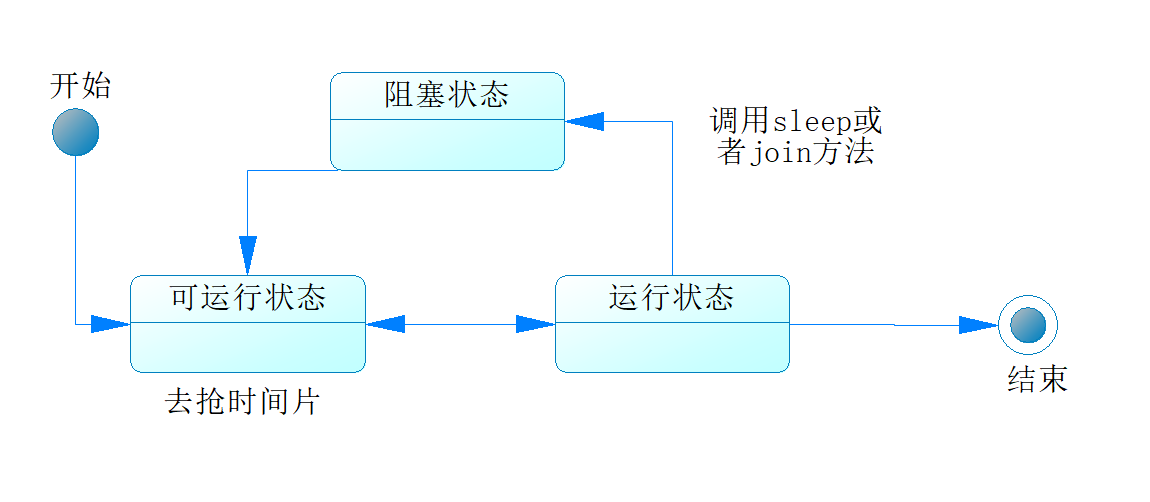 开始
阻塞状态
调用sleep或
者join方法
可运行状态
运行状态
去抢时间片
结束